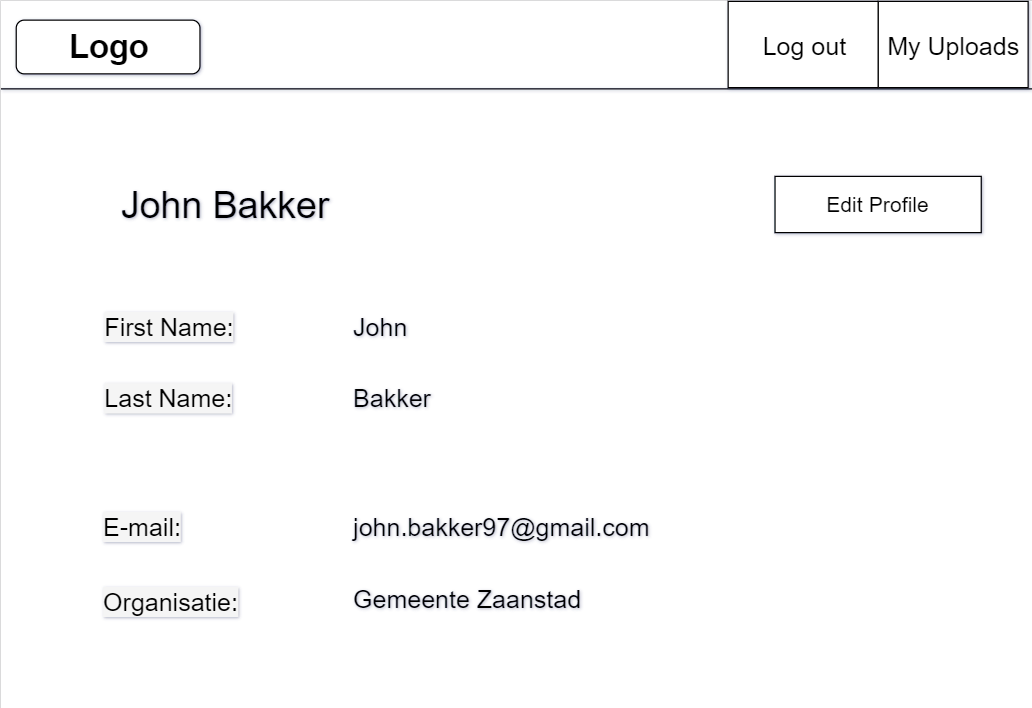 Logo
Log out
My Uploads
John Bakker
Edit Profile
First Name:
John
Last Name:
Bakker
E-mail:
john.bakker97@gmail.com
Organisatie:
Gemeente Zaanstad